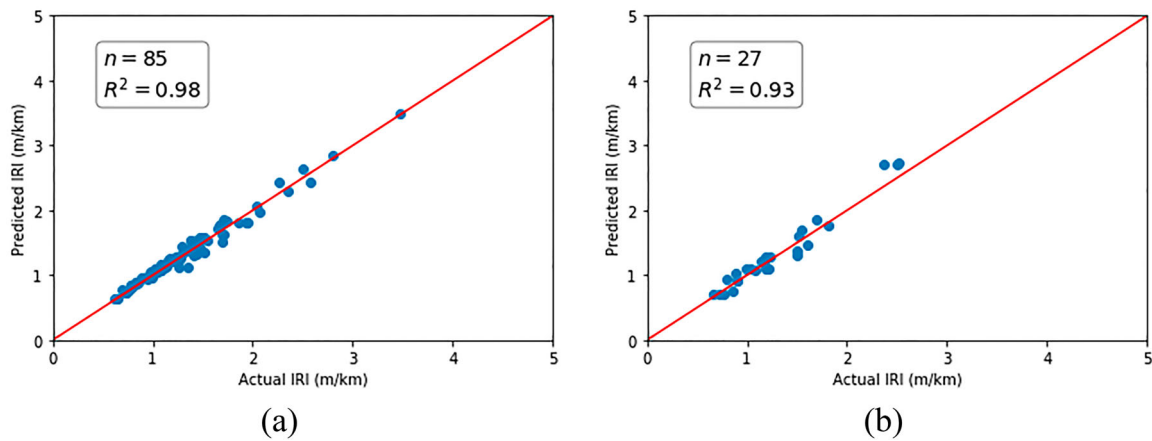 5
4
3
2
1
0
Predicted IRI (m/km)
n = 85
R² = 0.98
0 1 2 3 4 5
Actual IRI (m/km)
(a)
5
4
3
2
1
0
Predicted IRI (m/km)
n = 27
R² = 0.93
0 1 2 3 4 5
Actual IRI (m/km)
(b)